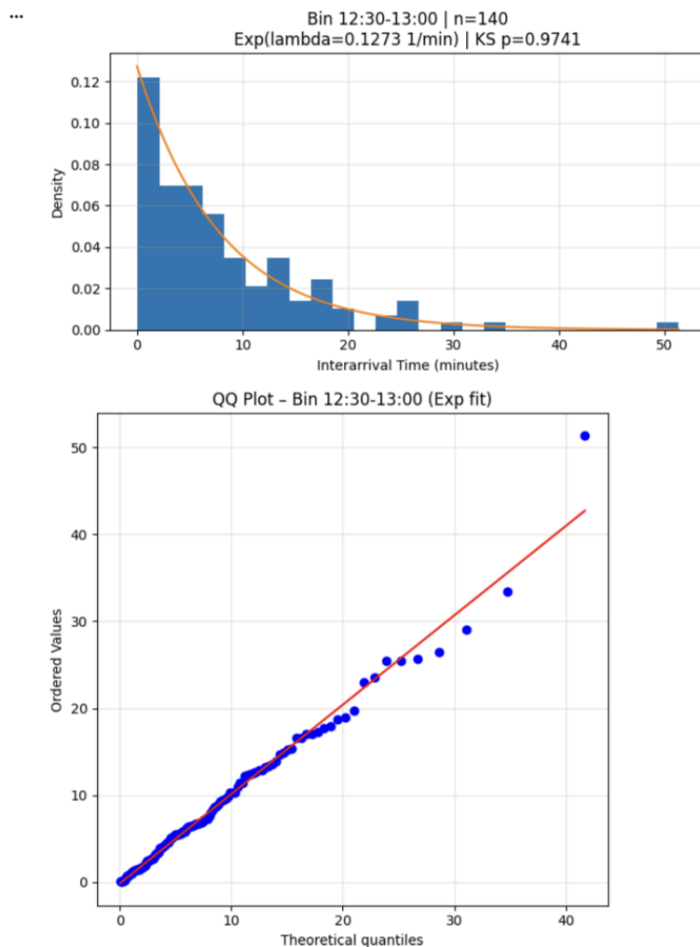 ...
Bin 12:30-13:00 | n=140
Exp(lambda=0.1273 1/min) | KS p=0.9741
0.12
0.10
0.08
0.06
0.04
0.02
0.00
Density
0 10 20 30 40 50
Interarrival Time (minutes)
QQ Plot – Bin 12:30-13:00 (Exp fit)
50
40
30
20
10
0
Ordered Values
0 10 20 30 40
Theoretical quantiles